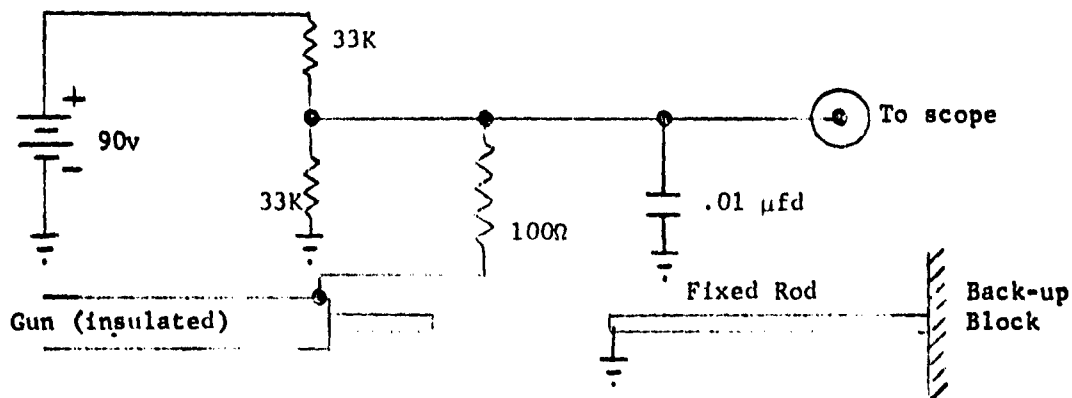 33K
+
90v
-
To scope
33K
100Ω
.01 μfd
Gun (insulated)
Fixed Rod
Back-up
Block